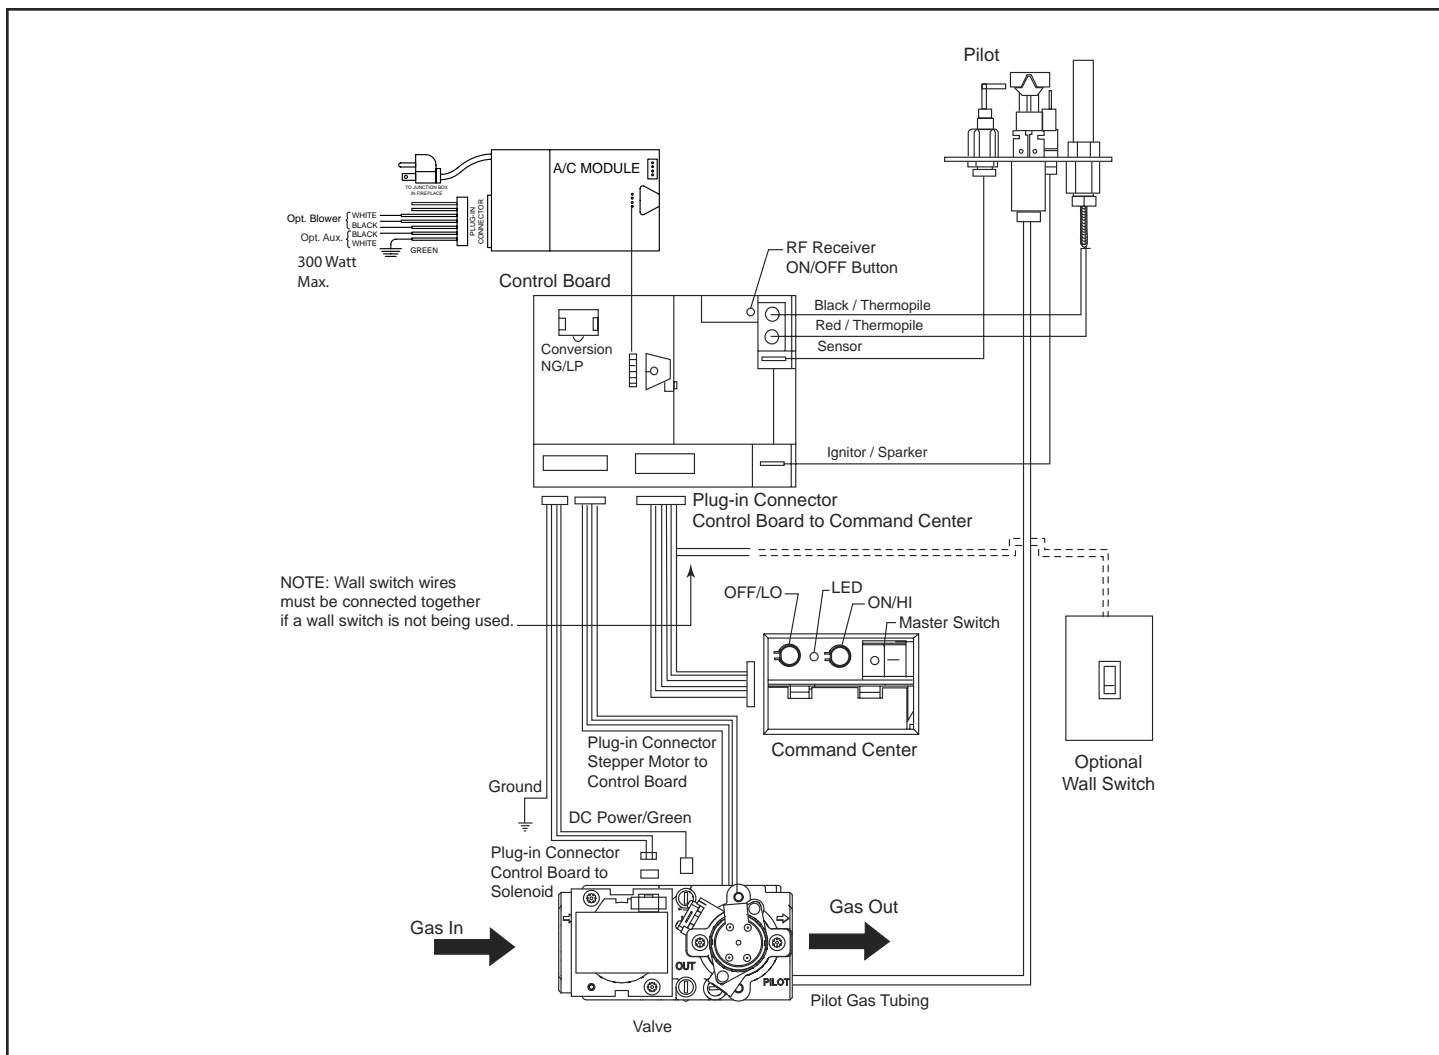 Pilot
A/C MODULE
TO JUNCTION BOX
IN FIREPLACE
PLUG-IN
CONNECTOR
Opt. Blower
WHITE
BLACK
Opt. Aux.
BLACK
WHITE
GREEN
300 Watt
Max.
RF Receiver
ON/OFF Button
Control Board
Conversion
NG/LP
Black / Thermopile
Red / Thermopile
Sensor
Ignitor / Sparker
Plug-in Connector
Control Board to Command Center
NOTE: Wall switch wires
must be connected together
if a wall switch is not being used.
OFF/LO
LED
ON/HI
Master Switch
Command Center
Optional
Wall Switch
Plug-in Connector
Stepper Motor to
Control Board
Ground
DC Power/Green
Plug-in Connector
Control Board to
Solenoid
Gas In
Gas Out
OUT
PILOT
Pilot Gas Tubing
Valve